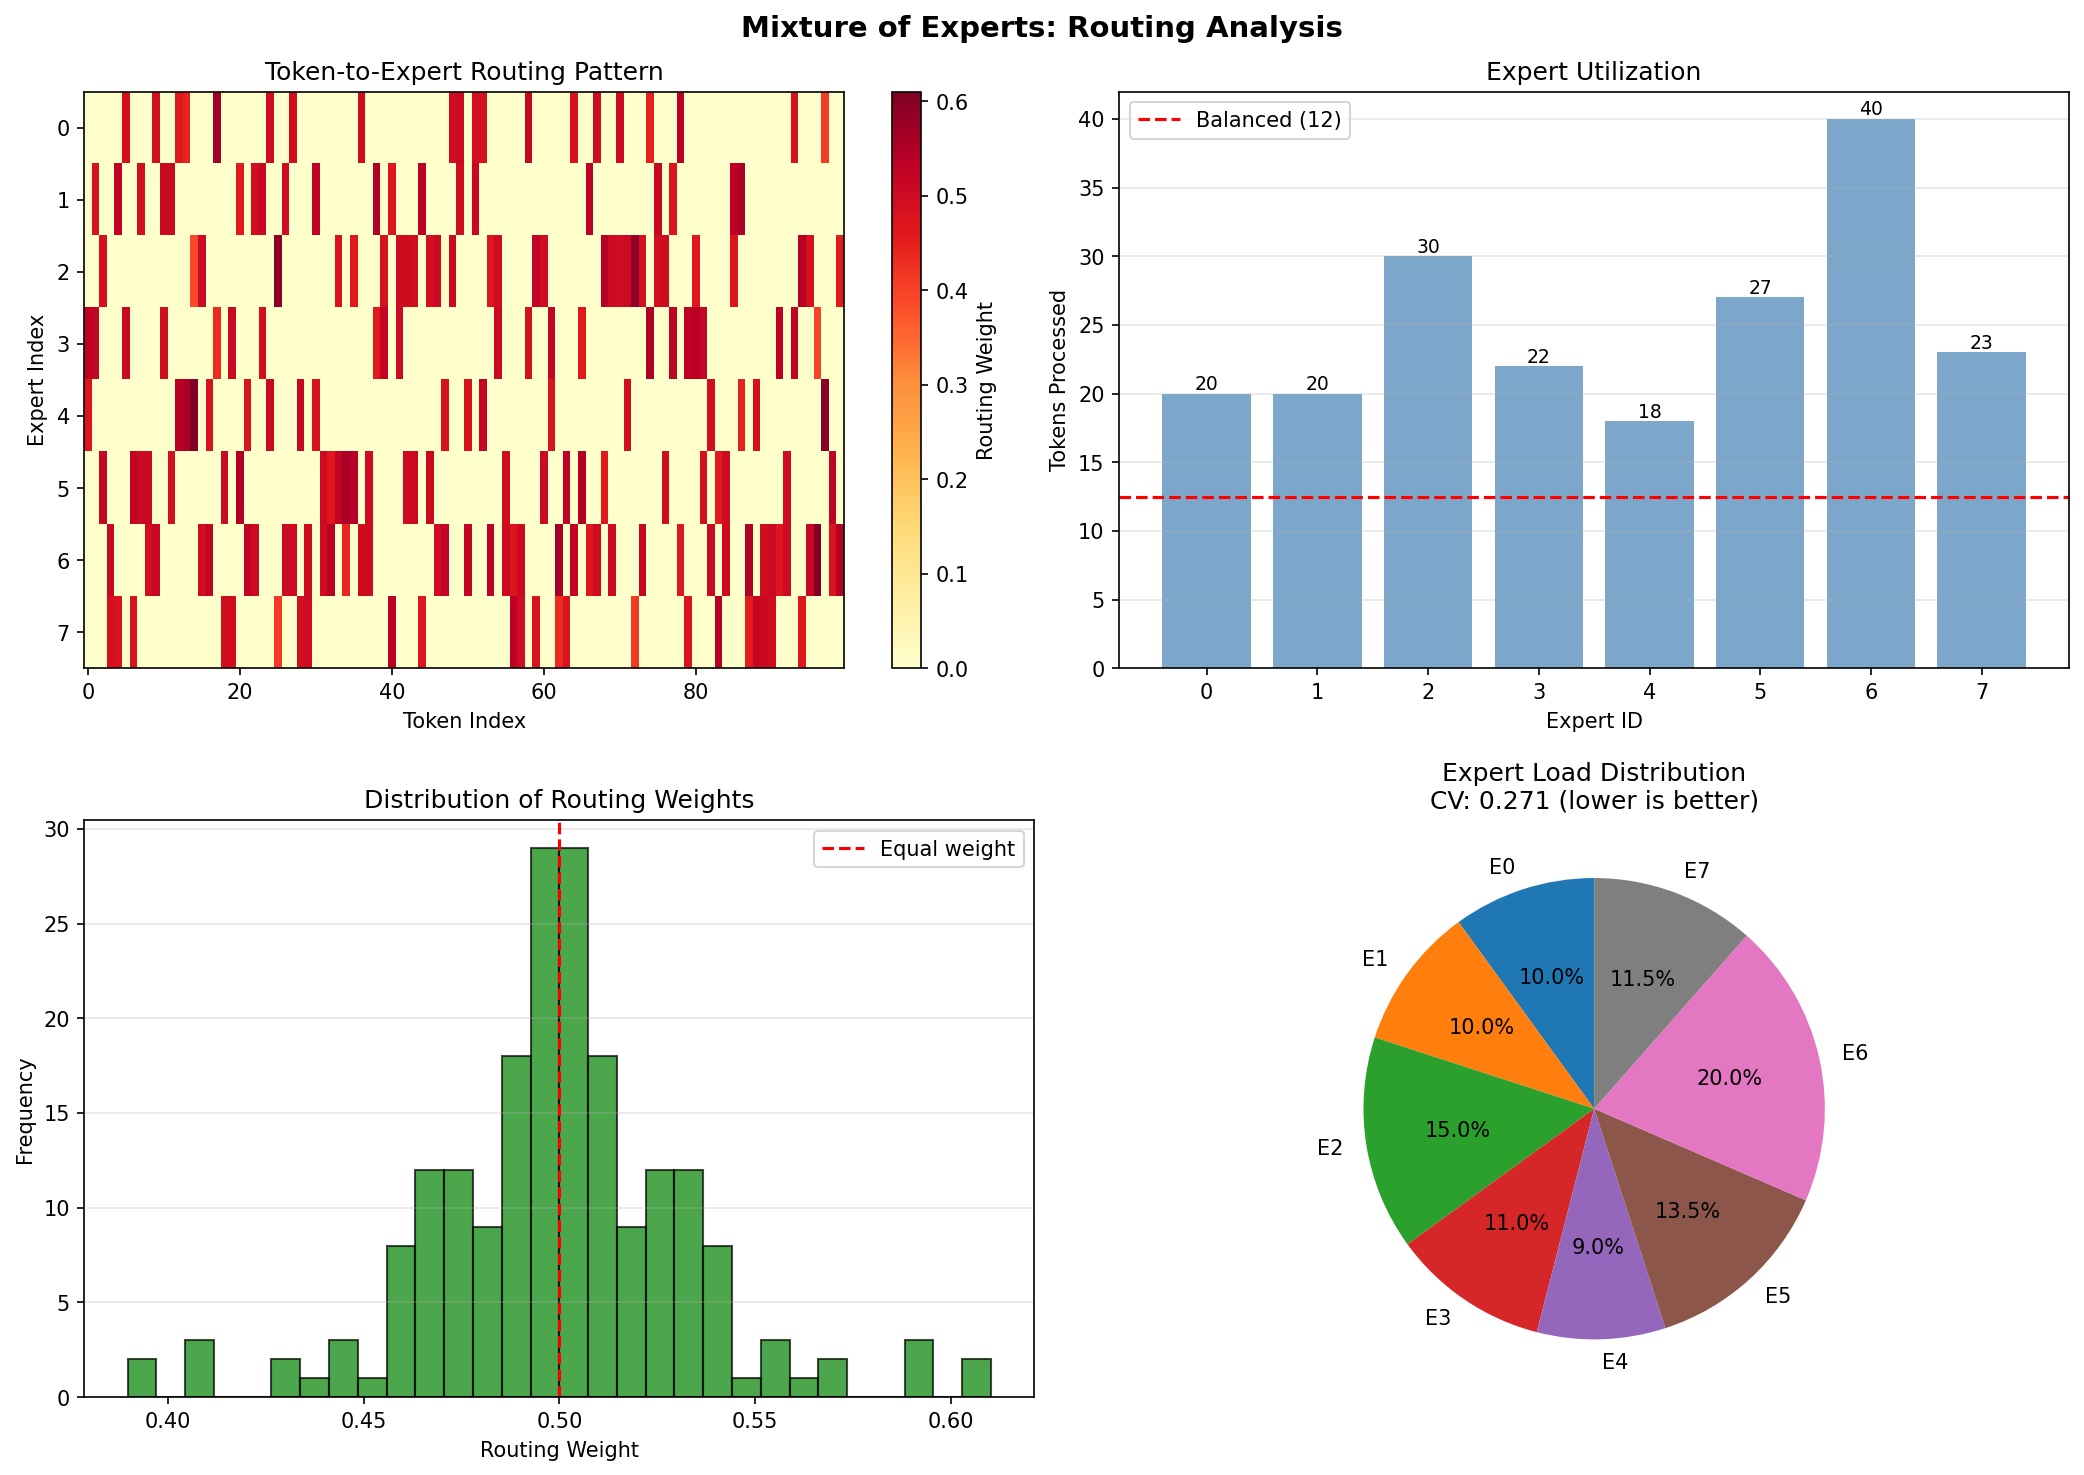 Mixture of Experts: Routing Analysis
Token-to-Expert Routing Pattern
Expert Index
0
1
2
3
4
5
6
7
0 20 40 60 80
Token Index
0.6
0.5
0.4
0.3
0.2
0.1
0.0
Routing Weight
Expert Utilization
Balanced (12)
Tokens Processed
40
35
30
25
20
15
10
5
0
20 20 30 22 18 27 40 23
0 1 2 3 4 5 6 7
Expert ID
Distribution of Routing Weights
Equal weight
Frequency
30
25
20
15
10
5
0
0.40 0.45 0.50 0.55 0.60
Routing Weight
Expert Load Distribution
CV: 0.271 (lower is better)
E0
10.0%
E1
10.0%
E2
15.0%
E3
11.0%
E4
9.0%
E5
13.5%
E6
20.0%
E7
11.5%